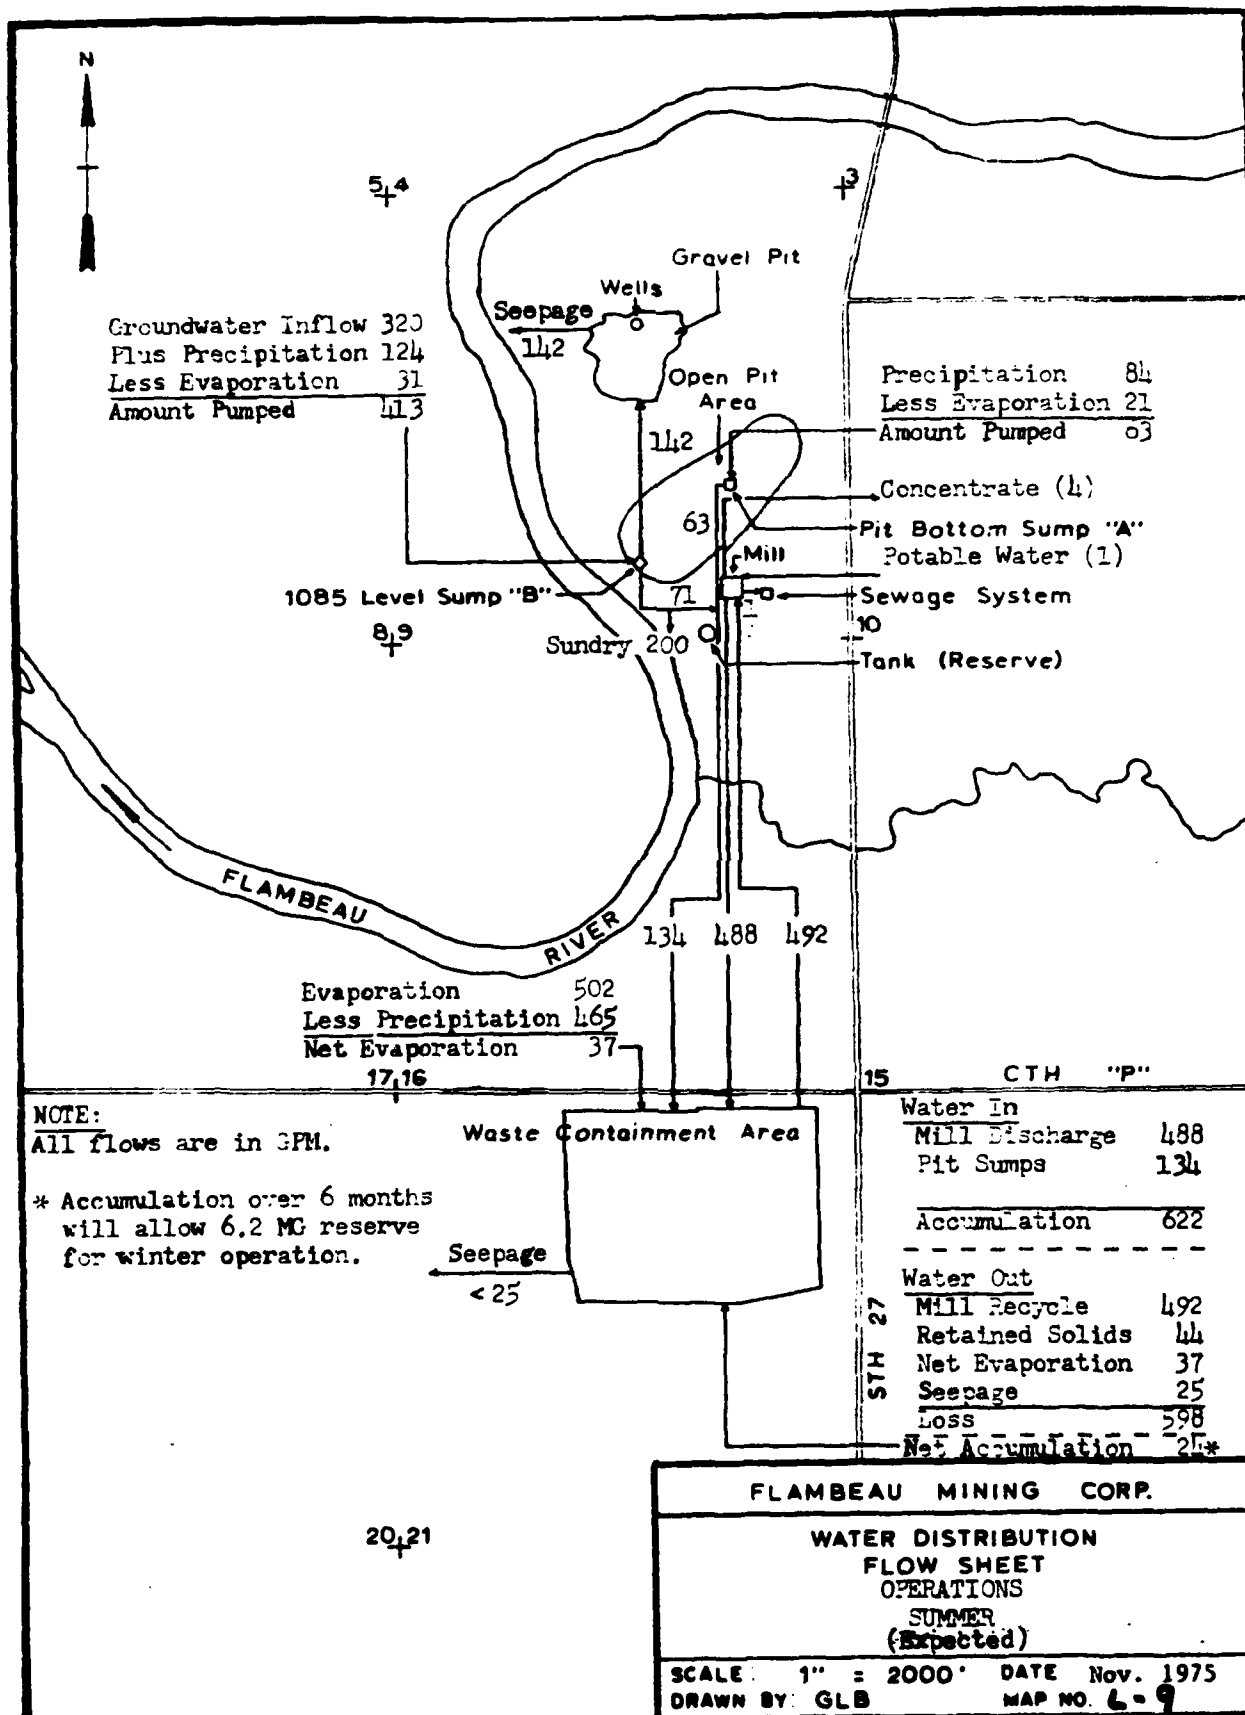 N
5 4
3
Gravel Pit
Wells
Seepage
142
Groundwater Inflow 320
Plus Precipitation 124
Less Evaporation 31
Amount Pumped 413
Open Pit
Area
Precipitation 84
Less Evaporation 21
Amount Pumped 63
142
Concentrate (4)
63
Pit Bottom Sump "A"
Mill
Potable Water (1)
1085 Level Sump "B"
71
1
Sewage System
8 9
Sundry 200
10
Tank (Reserve)
FLAMBEAU
RIVER
134 488 492
Evaporation 502
Less Precipitation 465
Net Evaporation 37
17 16
15
CTH "P"
NOTE:
All flows are in GPM.
* Accumulation over 6 months
will allow 6.2 MG reserve
for winter operation.
Waste Containment Area
Seepage
< 25
Water In
Mill Discharge 488
Pit Sumps 134
Accumulation 622
Water Out
Mill Recycle 492
Retained Solids 44
Net Evaporation 37
Seepage 25
Loss 598
Net Accumulation 24*
STH 27
20 21
FLAMBEAU MINING CORP.
WATER DISTRIBUTION
FLOW SHEET
OPERATIONS
SUMMER
(Expected)
SCALE: 1" = 2000' DATE Nov. 1975
DRAWN BY: GLB MAP NO. L-9